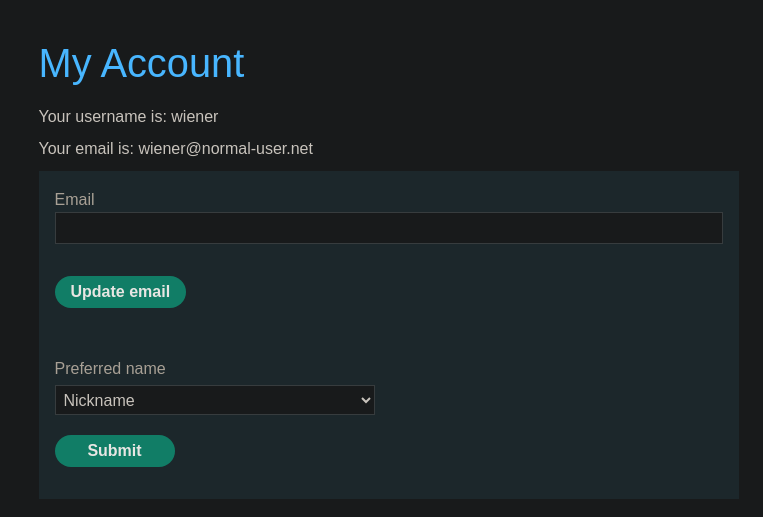 My Account
Your username is: wiener
Your email is: wiener@normal-user.net
Email
Update email
Preferred name
Nickname
Submit